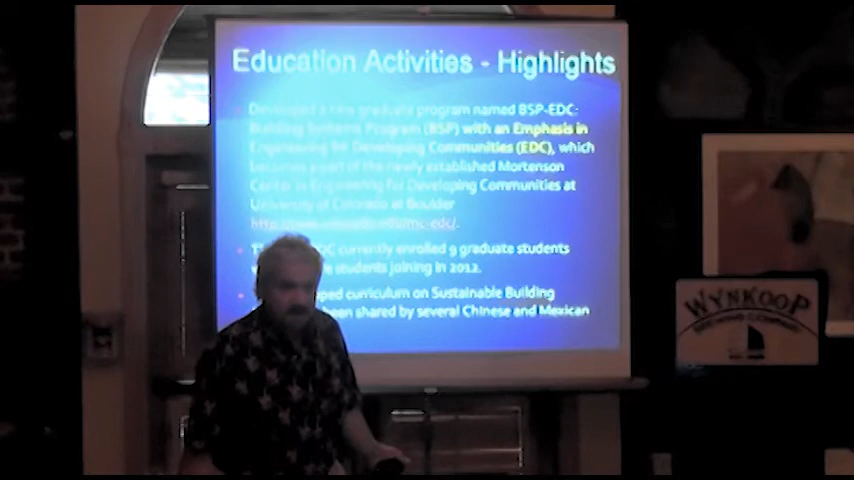 Education Activities - Highlights
Developed a new graduate program named BSP-EDC:
Building Systems Program (BSP) with an Emphasis in
Engineering for Developing Communities (EDC), which
became a part of the newly established Mortenson
Center in Engineering for Developing Communities at
University of Colorado at Boulder
EDC currently enrolled 9 graduate students
students joining in 2012.
curriculum on Sustainable Building
been shared by several Chinese and Mexican
WYNKOOP
BREWING COMPANY